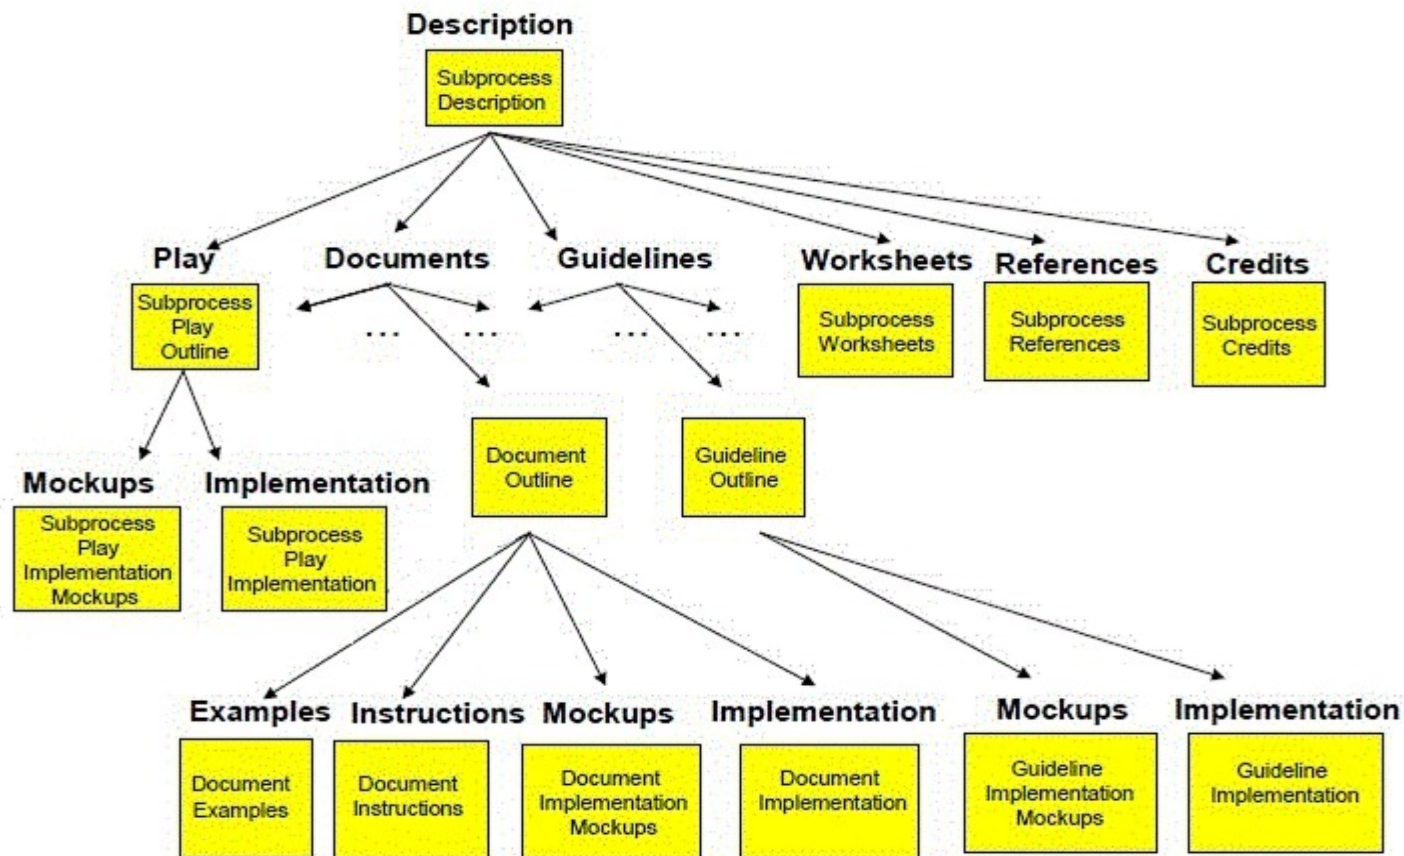 Description
Subprocess
Description
Play
Documents
Guidelines
Worksheets
References
Credits
Subprocess
Play
Outline
...
...
...
...
Subprocess
Worksheets
Subprocess
References
Subprocess
Credits
Document
Outline
Guideline
Outline
Mockups
Implementation
Subprocess
Play
Implementation
Mockups
Subprocess
Play
Implementation
Examples
Instructions
Mockups
Implementation
Mockups
Implementation
Document
Examples
Document
Instructions
Document
Implementation
Mockups
Document
Implementation
Guideline
Implementation
Mockups
Guideline
Implementation